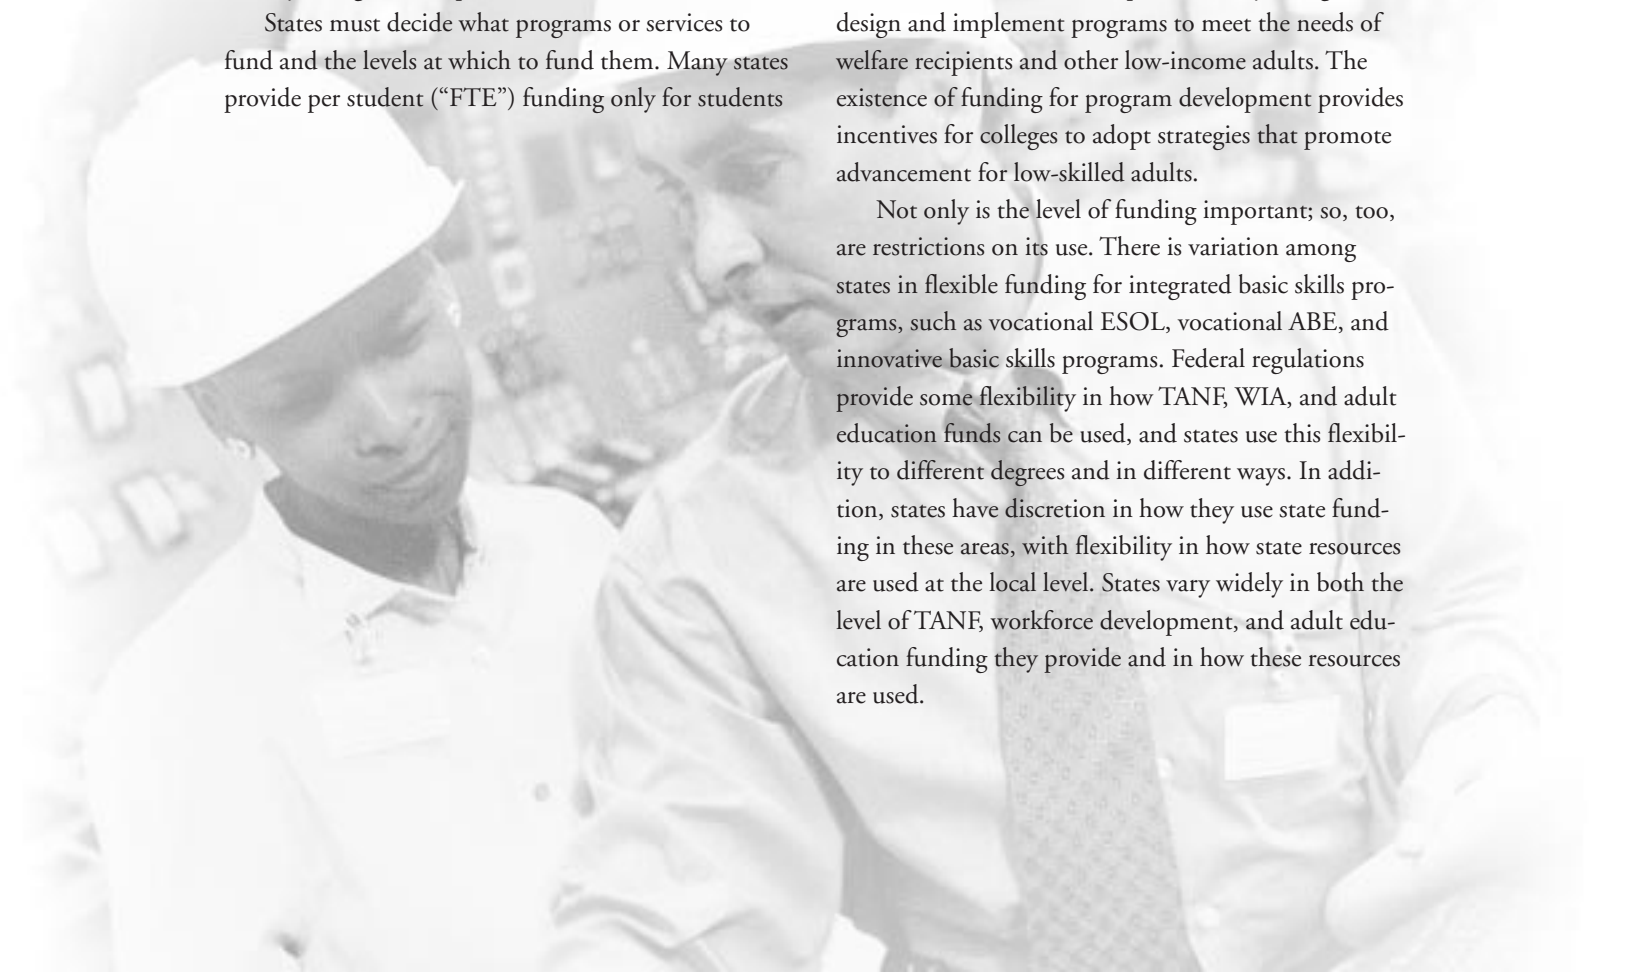 States must decide what programs or services to
fund and the levels at which to fund them. Many states
provide per student (“FTE”) funding only for students
design and implement programs to meet the needs of
welfare recipients and other low-income adults. The
existence of funding for program development provides
incentives for colleges to adopt strategies that promote
advancement for low-skilled adults.
Not only is the level of funding important; so, too,
are restrictions on its use. There is variation among
states in flexible funding for integrated basic skills pro-
grams, such as vocational ESOL, vocational ABE, and
innovative basic skills programs. Federal regulations
provide some flexibility in how TANF, WIA, and adult
education funds can be used, and states use this flexibil-
ity to different degrees and in different ways. In addi-
tion, states have discretion in how they use state fund-
ing in these areas, with flexibility in how state resources
are used at the local level. States vary widely in both the
level of TANF, workforce development, and adult edu-
cation funding they provide and in how these resources
are used.